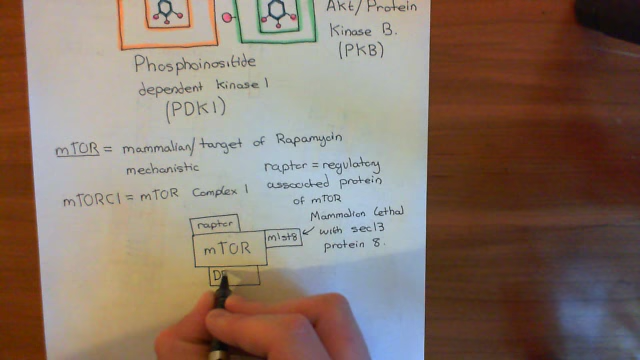 Akt/Protein
Kinase B.
(PKB)
Phosphoinositide
dependent kinase 1
(PDK1)
mTOR = mammalian/target of Rapamycin
mechanistic
raptor = regulatory
associated protein
of mTOR
mTORC1 = mTOR Complex 1
Mammalian lethal
with sec13
protein 8.
raptor
mTOR
mlst8
D